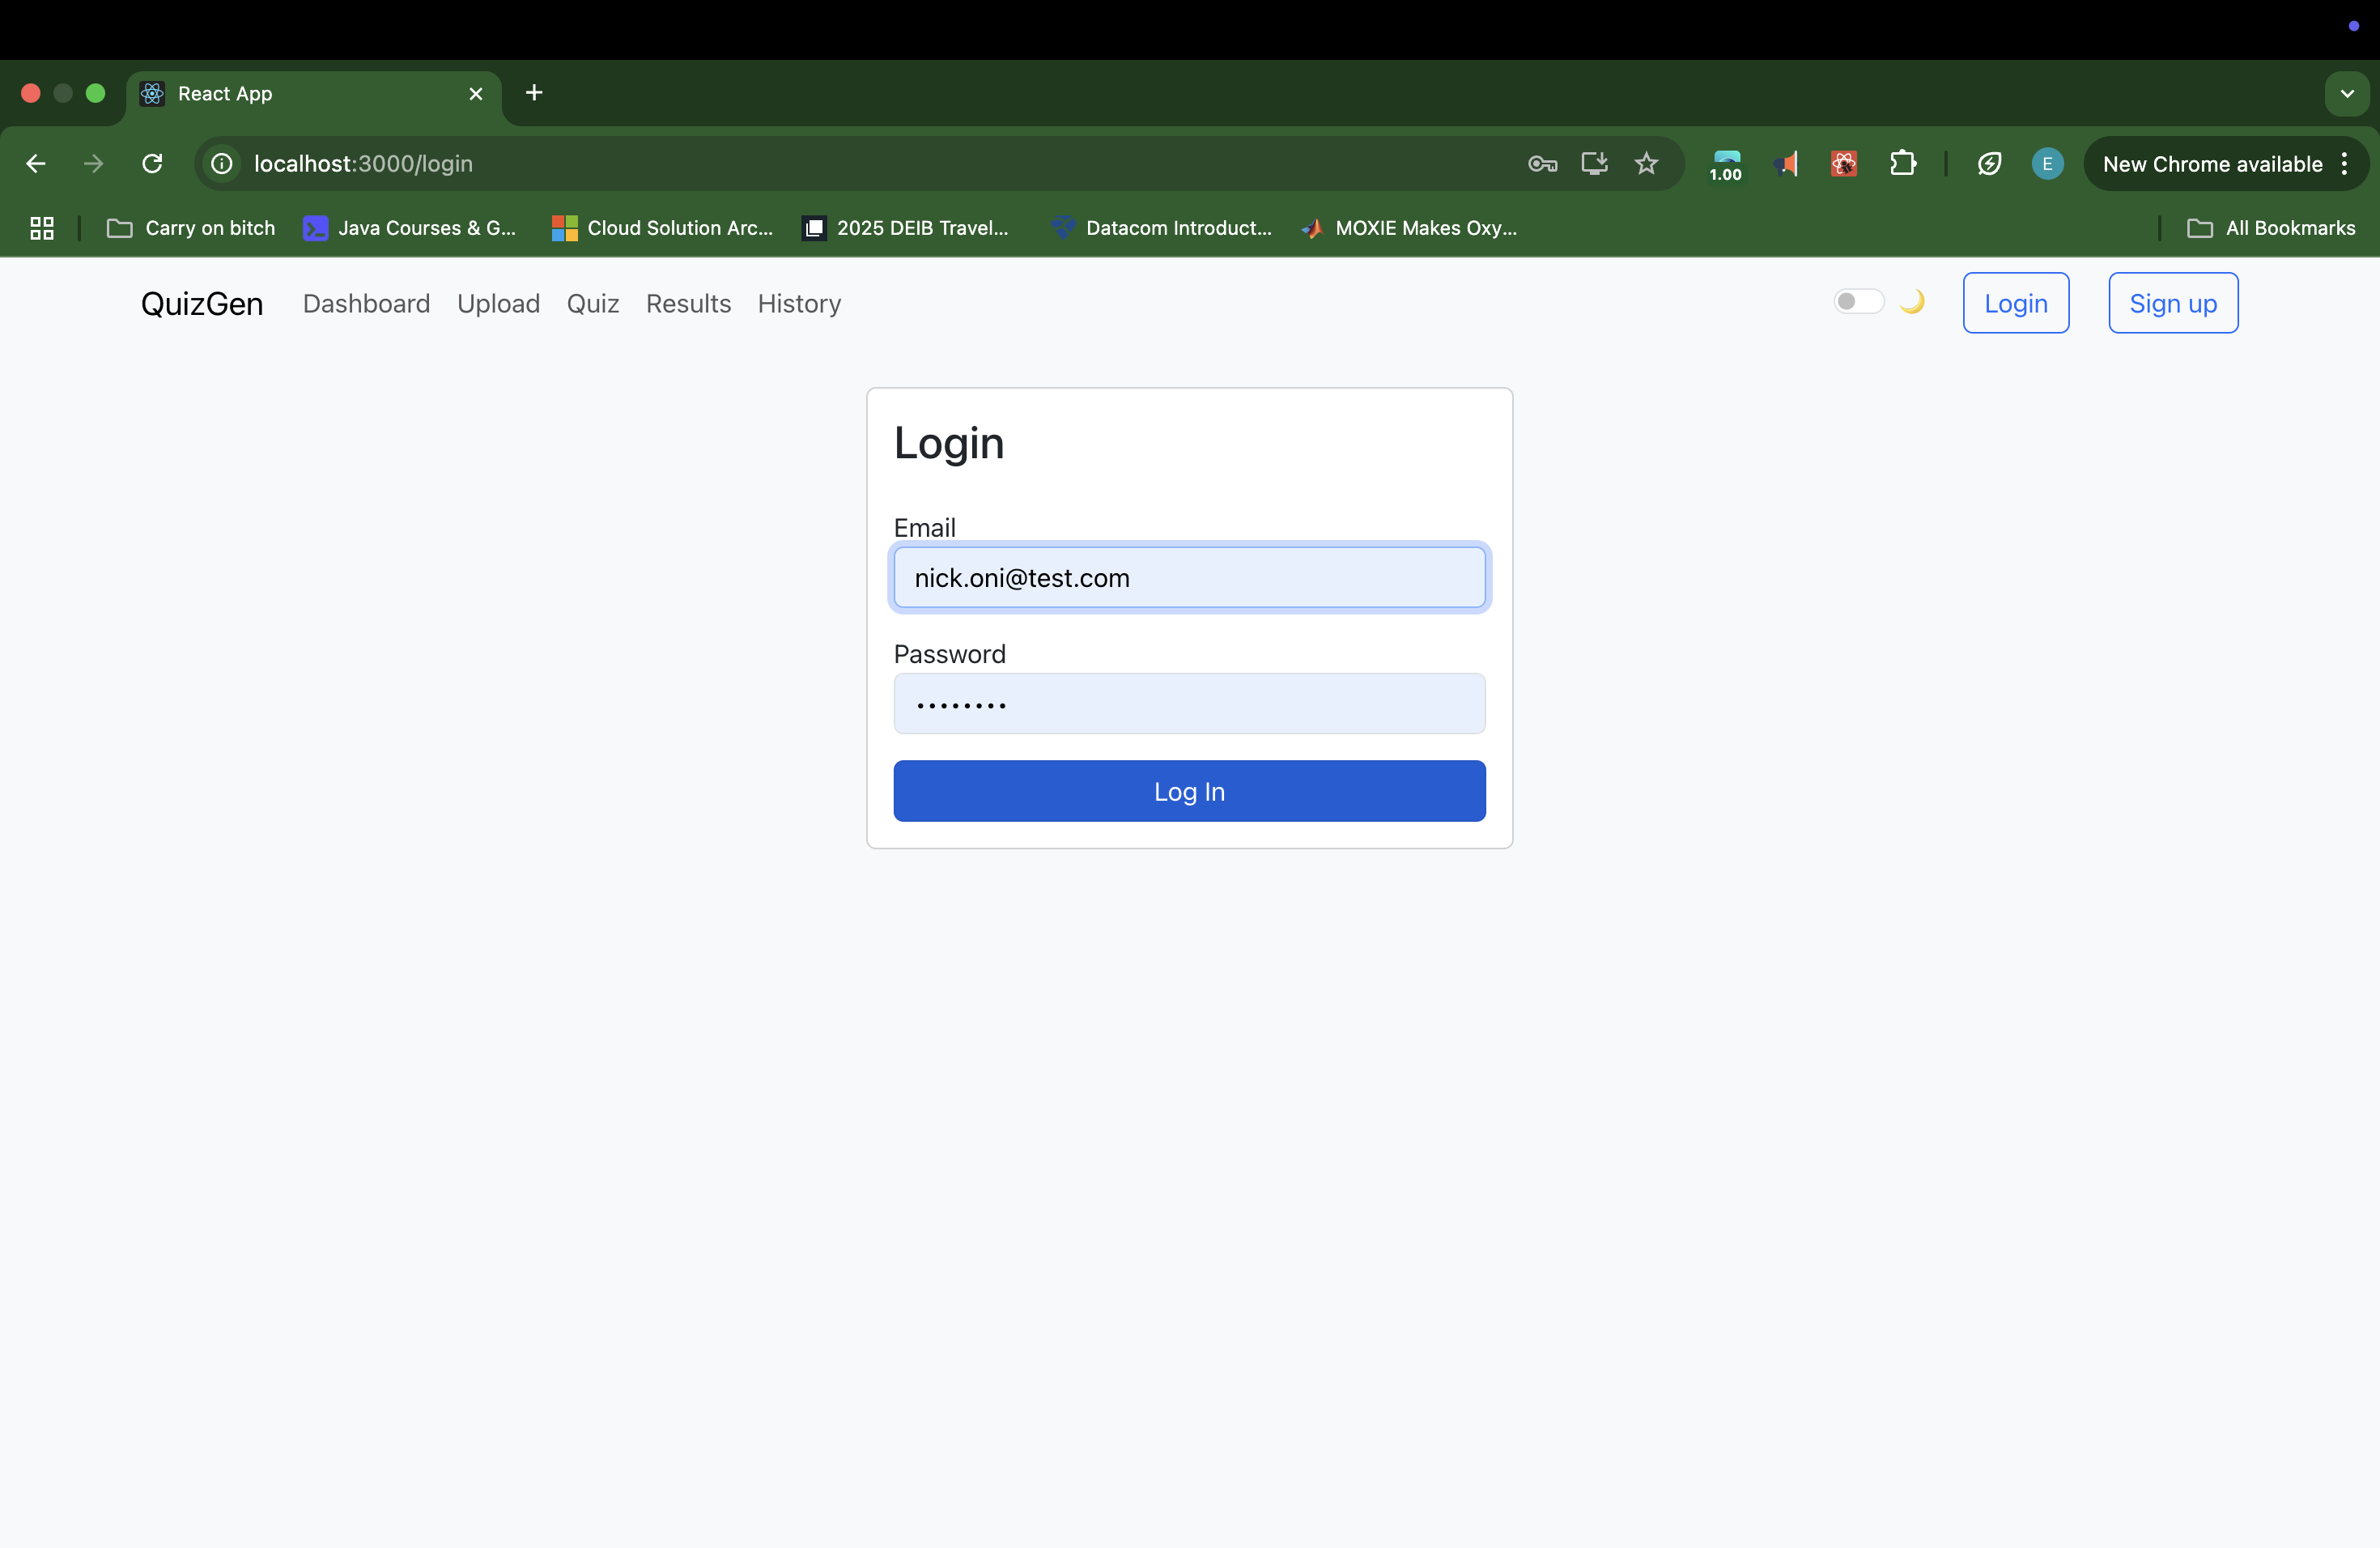 React App
localhost:3000/login
1.00
E
New Chrome available
Carry on bitch
Java Courses & G...
Cloud Solution Arc...
2025 DEIB Travel...
Datacom Introduct...
MOXIE Makes Oxy...
All Bookmarks
QuizGen
Dashboard
Upload
Quiz
Results
History
Login
Sign up
Login
Email
nick.oni@test.com
Password
••••••••
Log In